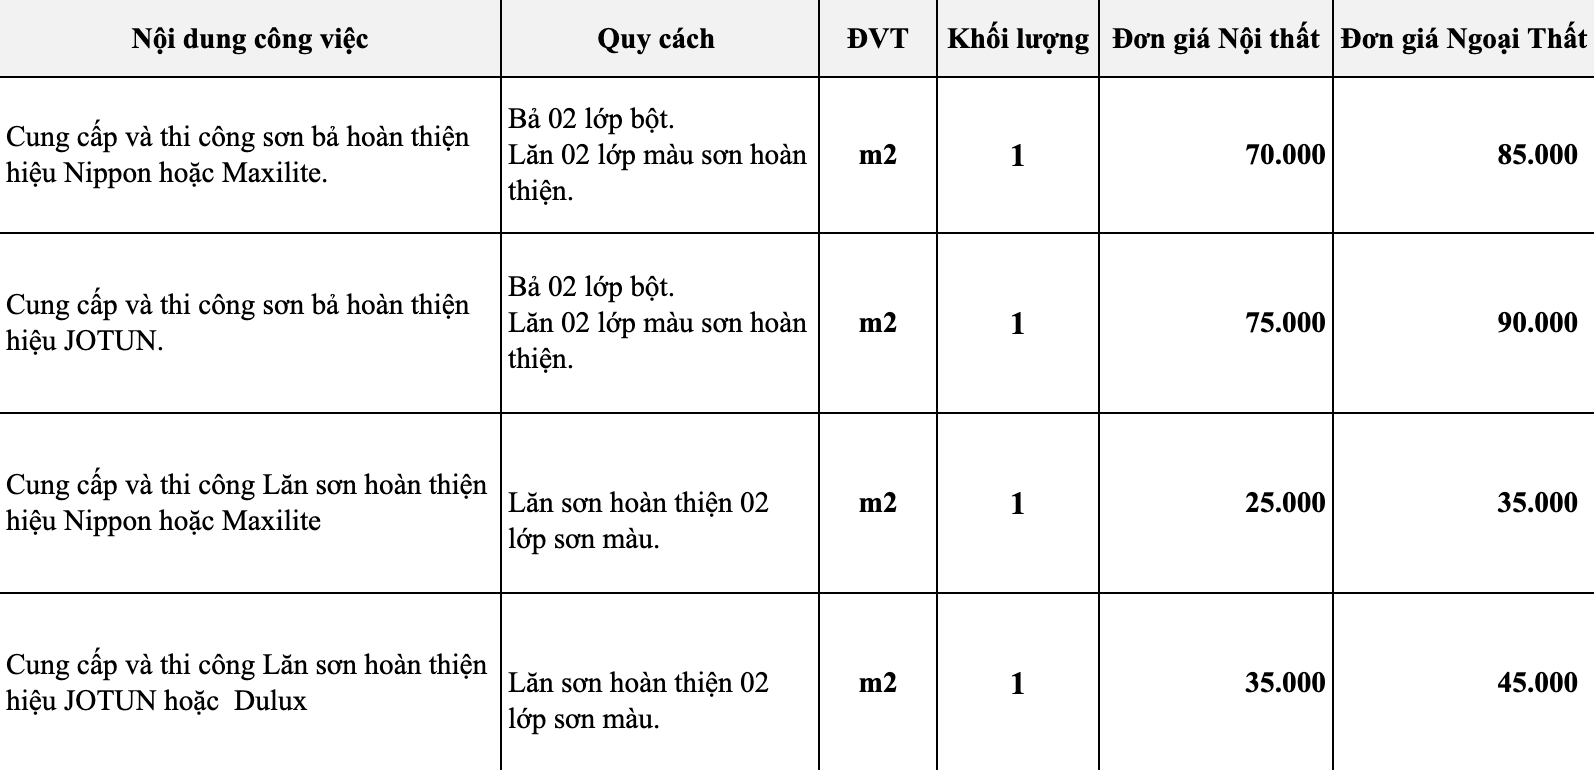 Nội dung công việc
Quy cách
ĐVT
Khối lượng
Đơn giá Nội thất
Đơn giá Ngoại Thất
Cung cấp và thi công sơn bả hoàn thiện
hiệu Nippon hoặc Maxilite.
Bả 02 lớp bột.
Lăn 02 lớp màu sơn hoàn
thiện.
m2
1
70.000
85.000
Cung cấp và thi công sơn bả hoàn thiện
hiệu JOTUN.
Bả 02 lớp bột.
Lăn 02 lớp màu sơn hoàn
thiện.
m2
1
75.000
90.000
Cung cấp và thi công Lăn sơn hoàn thiện
hiệu Nippon hoặc Maxilite
Lăn sơn hoàn thiện 02
lớp sơn màu.
m2
1
25.000
35.000
Cung cấp và thi công Lăn sơn hoàn thiện
hiệu JOTUN hoặc  Dulux
Lăn sơn hoàn thiện 02
lớp sơn màu.
m2
1
35.000
45.000